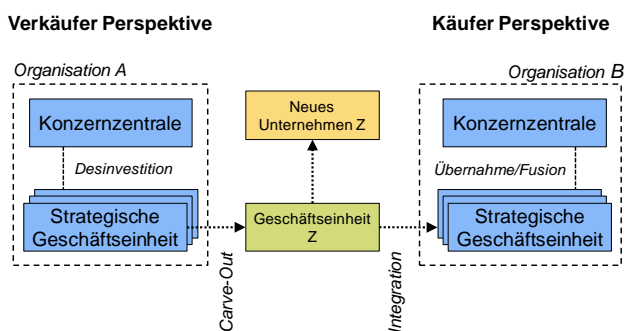 Verkäufer Perspektive
Käufer Perspektive
Organisation A
Organisation B
Konzernzentrale
Neues
Unternehmen Z
Konzernzentrale
Desinvestition
Übernahme/Fusion
Strategische
Geschäftseinheit
Geschäftseinheit
Z
Strategische
Geschäftseinheit
Carve-Out
Integration